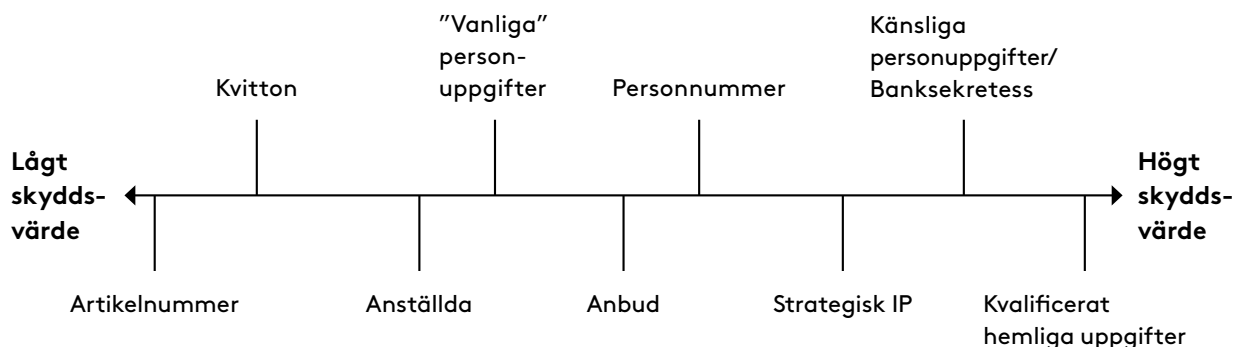 ”Vanliga”
person-
uppgifter
Känsliga
personuppgifter/
Banksekretess
Kvitton
Personnummer
Lågt
skydds-
värde
Högt
skydds-
värde
Artikelnummer
Anställda
Anbud
Strategisk IP
Kvalificerat
hemliga uppgifter